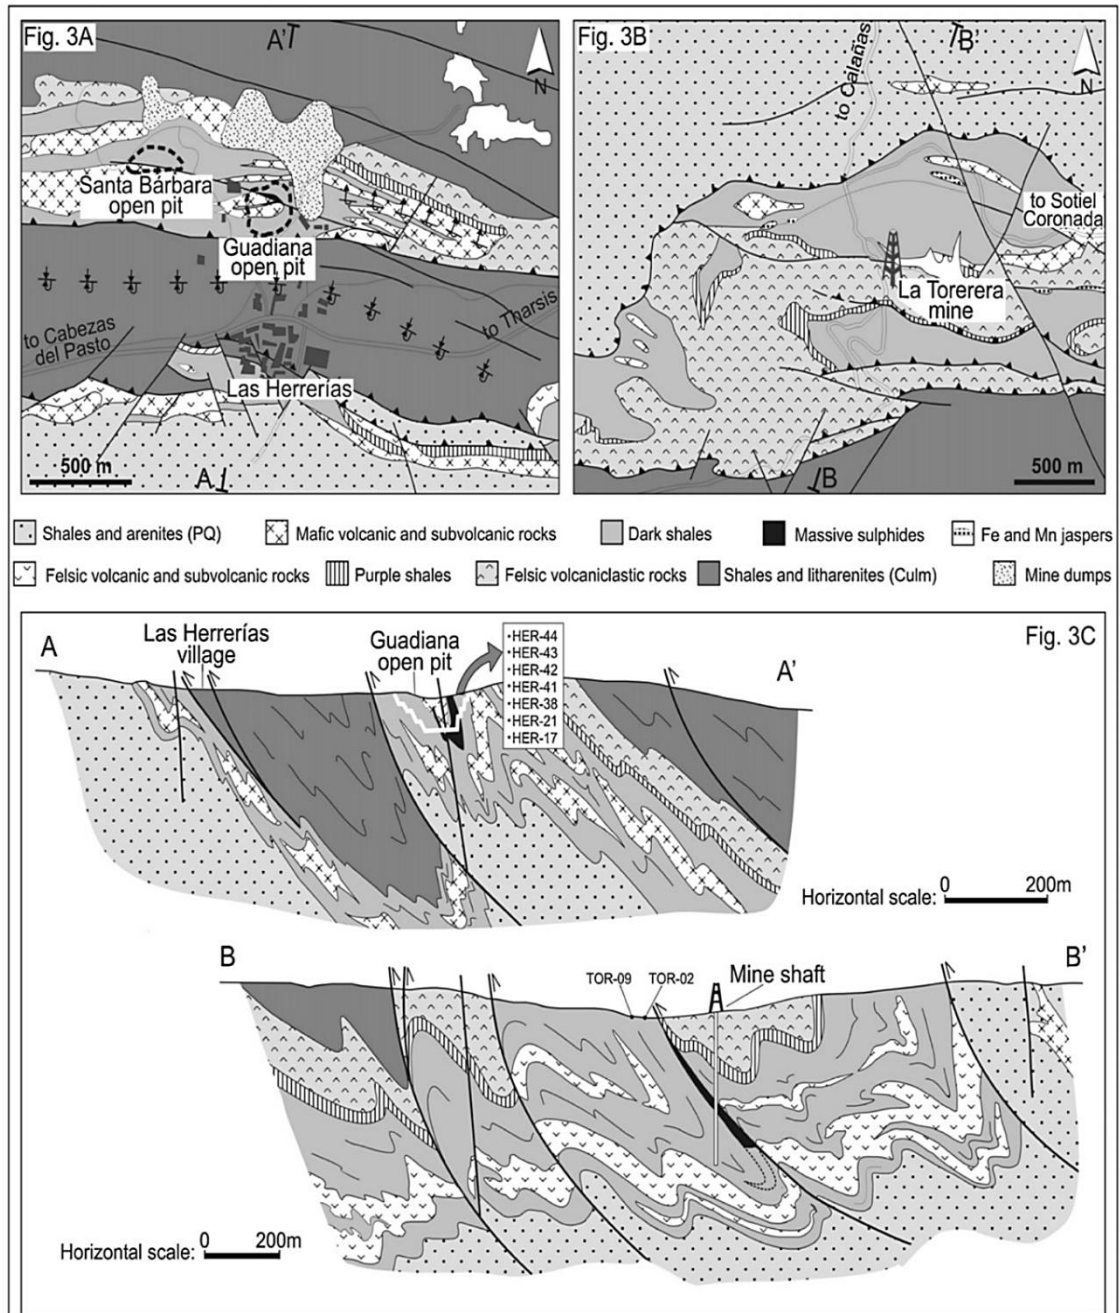 Fig. 3A
A'
N
Santa Bárbara
open pit
Guadiana
open pit
to Cabezas
del Pasto
to Tharsis
Las Herrerías
500 m
A
Fig. 3B
B'
N
to Calañas
to Sotiel
Coronada
La Torerera
mine
B
500 m
Shales and arenites (PQ)
Mafic volcanic and subvolcanic rocks
Dark shales
Massive sulphides
Fe and Mn jaspers
Felsic volcanic and subvolcanic rocks
Purple shales
Felsic volcaniclastic rocks
Shales and litharenites (Culm)
Mine dumps
Fig. 3C
A
Las Herrerías
village
Guadiana
open pit
•HER-44
•HER-43
•HER-42
•HER-41
•HER-38
•HER-21
•HER-17
A'
Horizontal scale: 0 200m
B
TOR-09
TOR-02
Mine shaft
B'
Horizontal scale: 0 200m